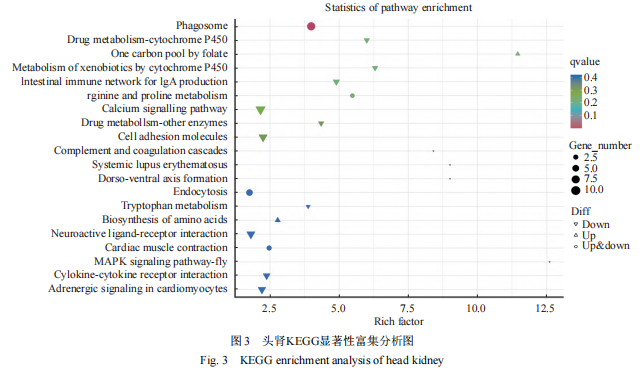 Statistics of pathway enrichment
Phagosome
Drug metabolism-cytochrome P450
One carbon pool by folate
Metabolism of xenobiotics by cytochrome P450
Intestinal immune network for lgA production
rginine and proline metabolism
Calcium signalling pathway
Drug metabollsm-other enzymes
Cell adhesion molecules
Complement and coagulation cascades
Systemic lupus erythematosus
Dorso-ventral axis formation
Endocytosis
Tryptophan metabolism
Biosynthesis of amino acids
Neuroactive ligand-receptor interaction
Cardiac muscle contraction
MAPK signaling pathway-fly
Cylokine-cytokine receptor interaction
Adrenergic signaling in cardiomyocytes
2.5 5.0 7.5 10.0 12.5
Rich factor
qvalue
0.4
0.3
0.2
0.1
Gene_number
2.5
5.0
7.5
10.0
Diff
Down
Up
Up&down
图 3 头肾KEGG显著性富集分析图
Fig. 3 KEGG enrichment analysis of head kidney